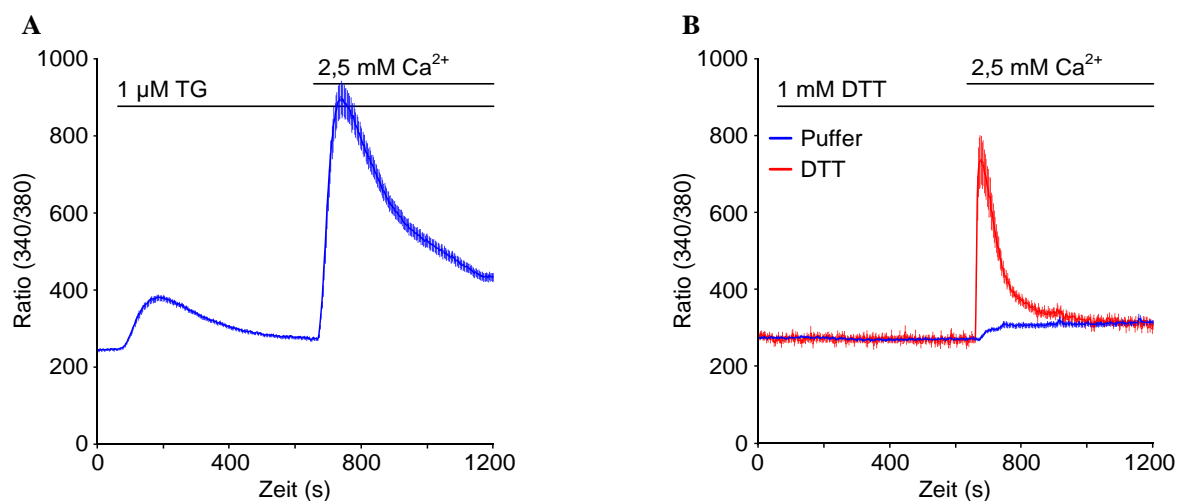 A
1000
800
600
400
200
0
Ratio (340/380)
2,5 mM Ca²⁺
1 µM TG
0 400 800 1200
Zeit (s)
B
1000
800
600
400
200
0
Ratio (340/380)
2,5 mM Ca²⁺
1 mM DTT
Puffer
DTT
0 400 800 1200
Zeit (s)